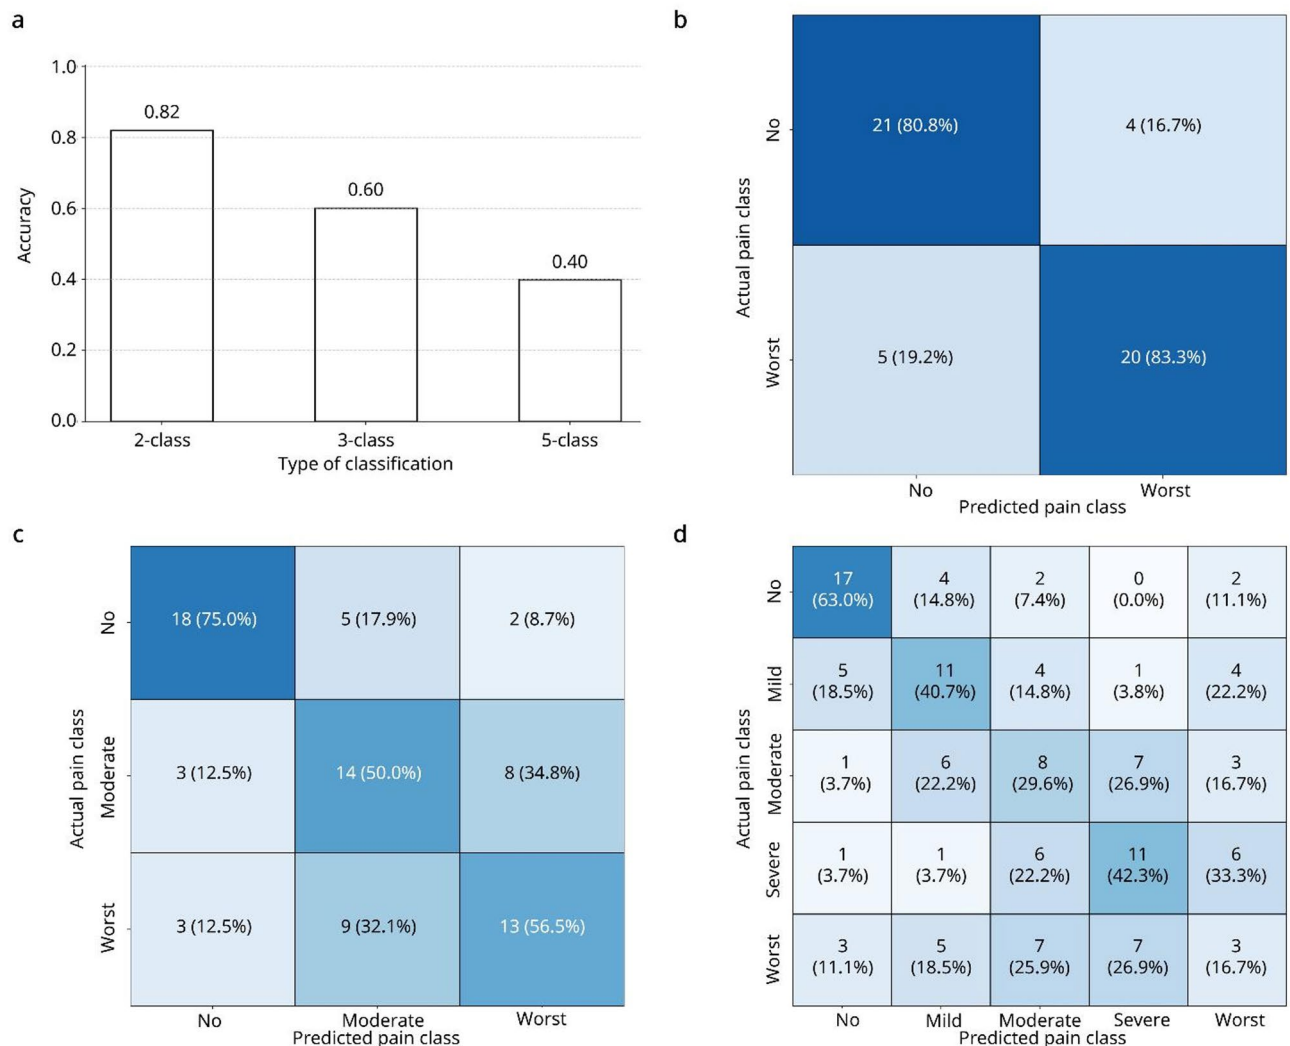 a
1.0
0.8
0.6
0.4
0.2
0.0
Accuracy
0.82
0.60
0.40
2-class
3-class
5-class
Type of classification
b
Actual pain class
No
21 (80.8%)
4 (16.7%)
Worst
5 (19.2%)
20 (83.3%)
No
Worst
Predicted pain class
c
Actual pain class
No
18 (75.0%)
5 (17.9%)
2 (8.7%)
Moderate
3 (12.5%)
14 (50.0%)
8 (34.8%)
Worst
3 (12.5%)
9 (32.1%)
13 (56.5%)
No
Moderate
Worst
Predicted pain class
d
Actual pain class
No
17
(63.0%)
4
(14.8%)
2
(7.4%)
0
(0.0%)
2
(11.1%)
Mild
5
(18.5%)
11
(40.7%)
4
(14.8%)
1
(3.8%)
4
(22.2%)
Moderate
1
(3.7%)
6
(22.2%)
8
(29.6%)
7
(26.9%)
3
(16.7%)
Severe
1
(3.7%)
1
(3.7%)
6
(22.2%)
11
(42.3%)
6
(33.3%)
Worst
3
(11.1%)
5
(18.5%)
7
(25.9%)
7
(26.9%)
3
(16.7%)
No
Mild
Moderate
Severe
Worst
Predicted pain class